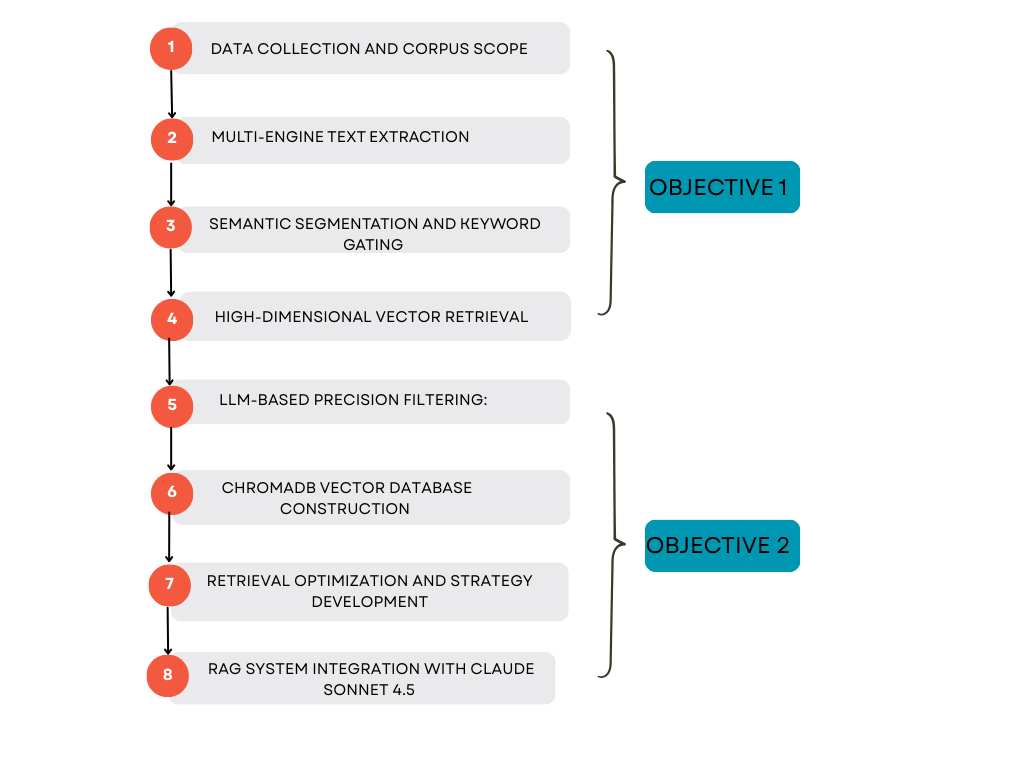 1
DATA COLLECTION AND CORPUS SCOPE
2
MULTI-ENGINE TEXT EXTRACTION
3
SEMANTIC SEGMENTATION AND KEYWORD
GATING
4
HIGH-DIMENSIONAL VECTOR RETRIEVAL
OBJECTIVE 1
5
LLM-BASED PRECISION FILTERING:
6
CHROMADB VECTOR DATABASE
CONSTRUCTION
7
RETRIEVAL OPTIMIZATION AND STRATEGY
DEVELOPMENT
8
RAG SYSTEM INTEGRATION WITH CLAUDE
SONNET 4.5
OBJECTIVE 2